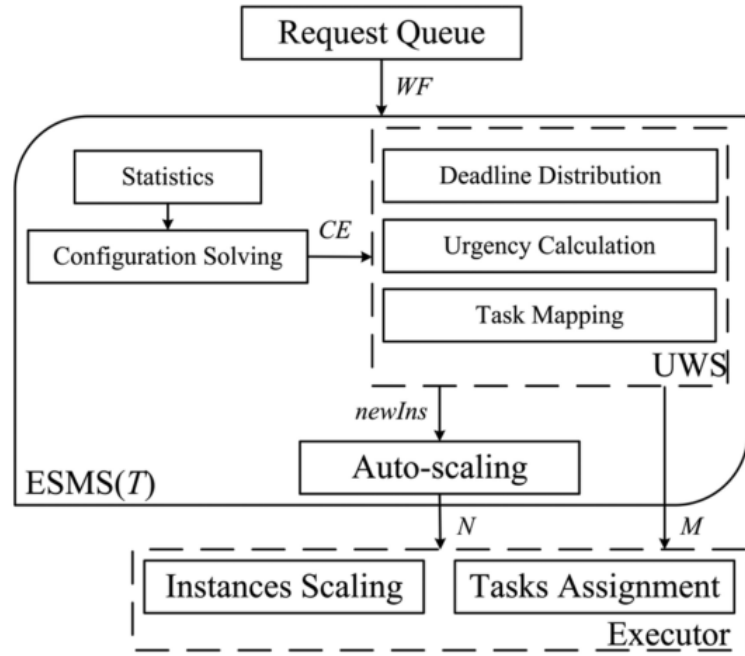 Request Queue
WF
Statistics
Deadline Distribution
CE
Configuration Solving
Urgency Calculation
Task Mapping
UWS
newIns
Auto-scaling
ESMS(T)
N
M
Instances Scaling
Tasks Assignment
Executor